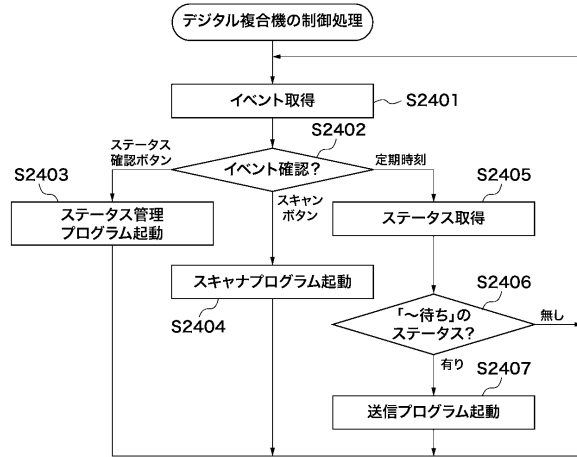 デジタル複合機の制御処理
イベント取得
S2401
S2402
ステータス
確認ボタン
イベント確認?
定期時刻
S2403
スキャン
ボタン
S2405
ステータス管理
プログラム起動
ステータス取得
スキャナプログラム起動
S2404
S2406
「~待ち」の
ステータス?
無し
有り
S2407
送信プログラム起動